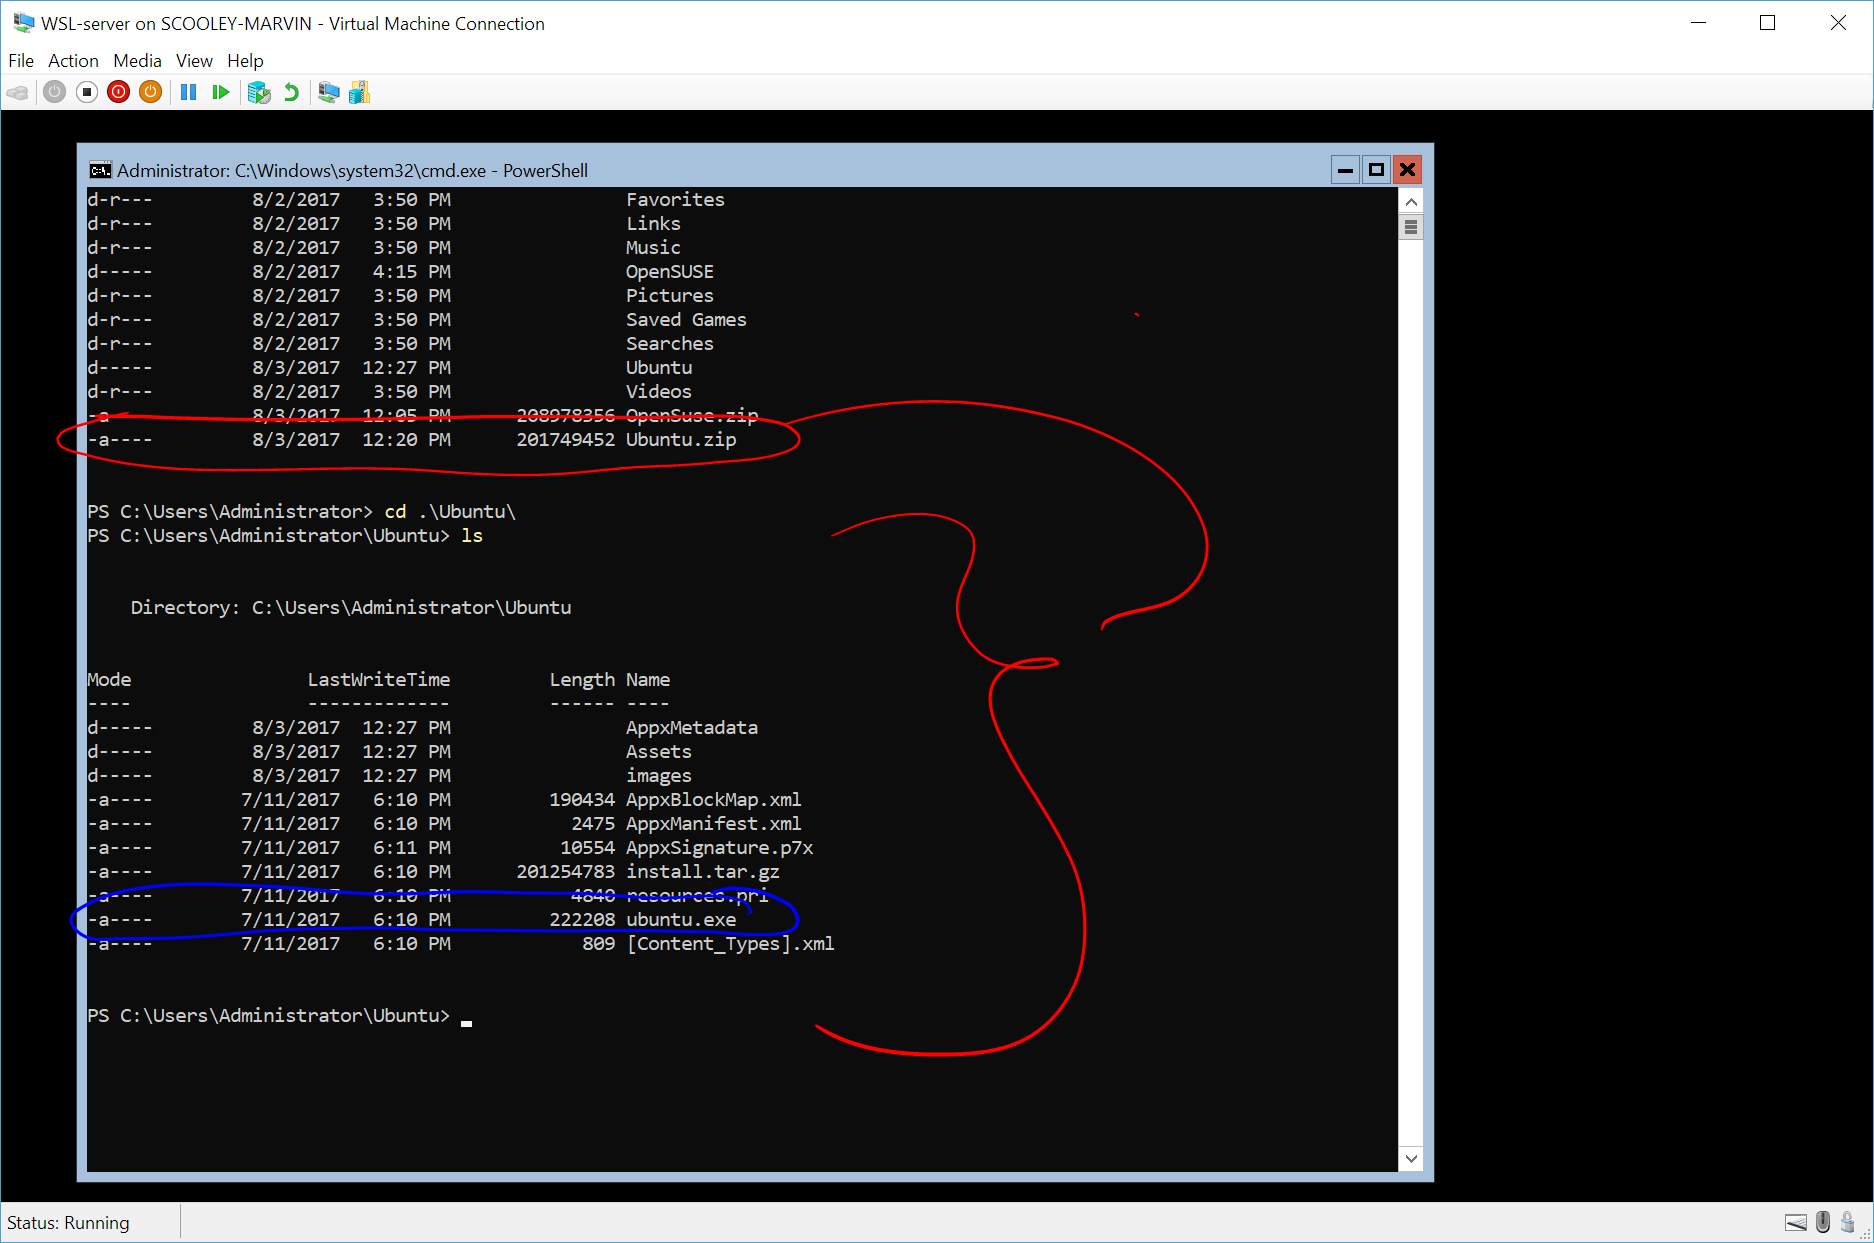 WSL-server on SCOOLEY-MARVIN - Virtual Machine Connection
File Action Media View Help
Administrator: C:\Windows\system32\cmd.exe - PowerShell
d-r---         8/2/2017   3:50 PM                Favorites
d-r---         8/2/2017   3:50 PM                Links
d-r---         8/2/2017   3:50 PM                Music
d-----         8/2/2017   4:15 PM                OpenSUSE
d-r---         8/2/2017   3:50 PM                Pictures
d-r---         8/2/2017   3:50 PM                Saved Games
d-r---         8/2/2017   3:50 PM                Searches
d-----         8/3/2017  12:27 PM                Ubuntu
d-r---         8/2/2017   3:50 PM                Videos
-a----         8/3/2017  12:05 PM      208978356 OpenSuse.zip
-a----         8/3/2017  12:20 PM      201749452 Ubuntu.zip
PS C:\Users\Administrator> cd .\Ubuntu\
PS C:\Users\Administrator\Ubuntu> ls
    Directory: C:\Users\Administrator\Ubuntu
Mode                LastWriteTime         Length Name
----                -------------         ------ ----
d-----         8/3/2017  12:27 PM                AppxMetadata
d-----         8/3/2017  12:27 PM                Assets
d-----         8/3/2017  12:27 PM                images
-a----        7/11/2017   6:10 PM         190434 AppxBlockMap.xml
-a----        7/11/2017   6:10 PM           2475 AppxManifest.xml
-a----        7/11/2017   6:11 PM          10554 AppxSignature.p7x
-a----        7/11/2017   6:10 PM      201254783 install.tar.gz
-a----        7/11/2017   6:10 PM           4840 resources.pri
-a----        7/11/2017   6:10 PM         222208 ubuntu.exe
-a----        7/11/2017   6:10 PM            809 [Content_Types].xml
PS C:\Users\Administrator\Ubuntu>
Status: Running